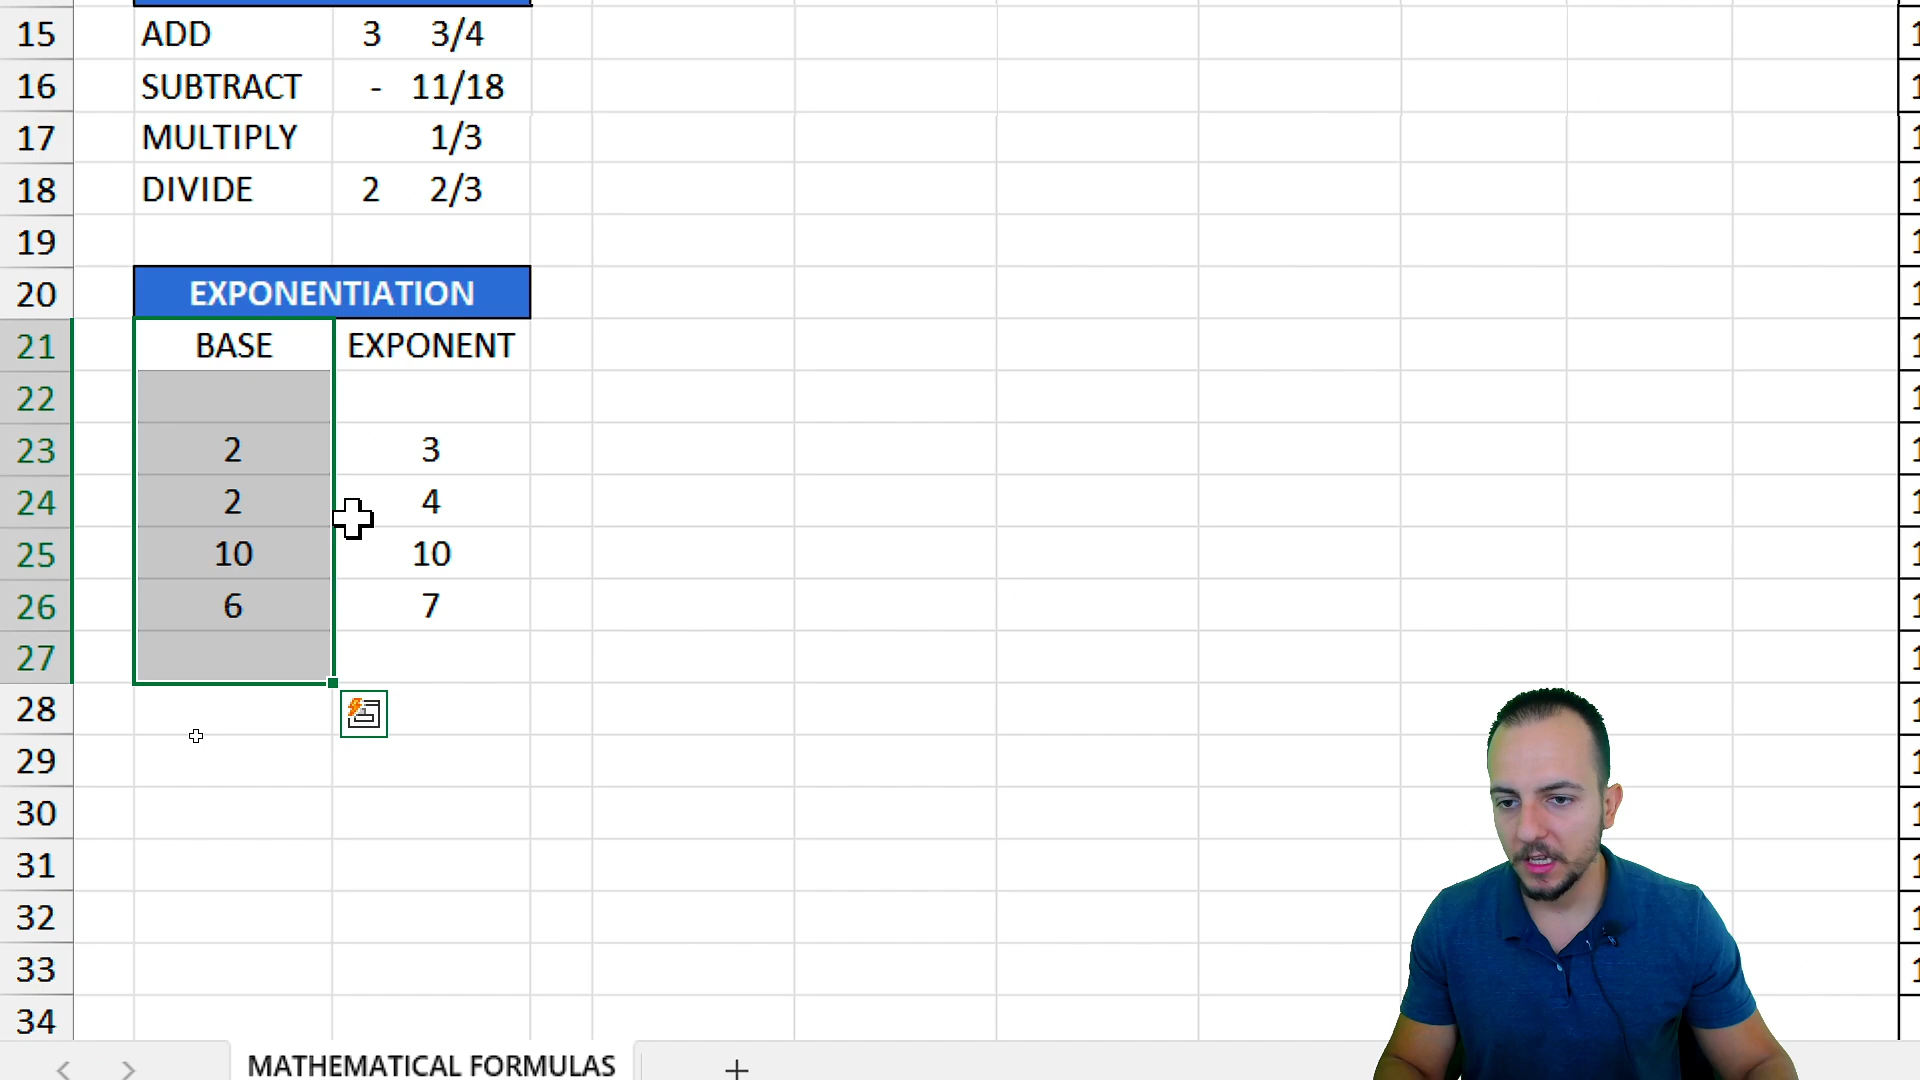 15 ADD 3 3/4
16 SUBTRACT - 11/18
17 MULTIPLY 1/3
18 DIVIDE 2 2/3
19
20 EXPONENTIATION
21 BASE EXPONENT
22
23 2 3
24 2 4
25 10 10
26 6 7
27
28
29
30
31
32
33
34
MATHEMATICAL FORMULAS